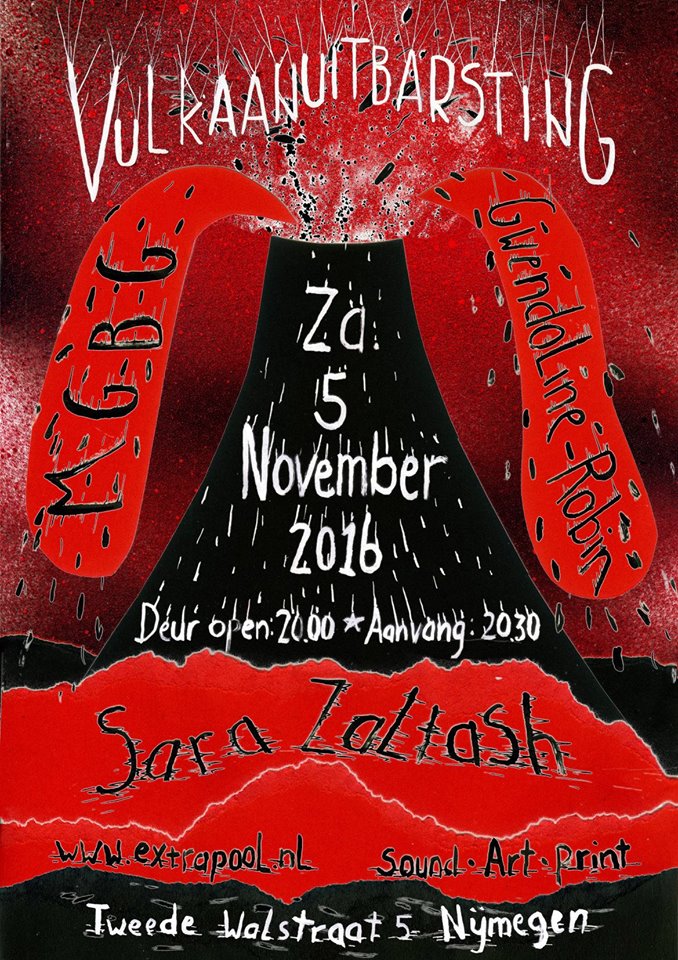 VULKAANUITBARSTING
MGBG
Gwendoline-Robin
Za.
5
November
2016
Deur open: 20.00 ★ Aanvang: 20.30
Sara Zaltash
www.extrapool.nl
Sound · Art · print
Tweede Walstraat 5 Nijmegen